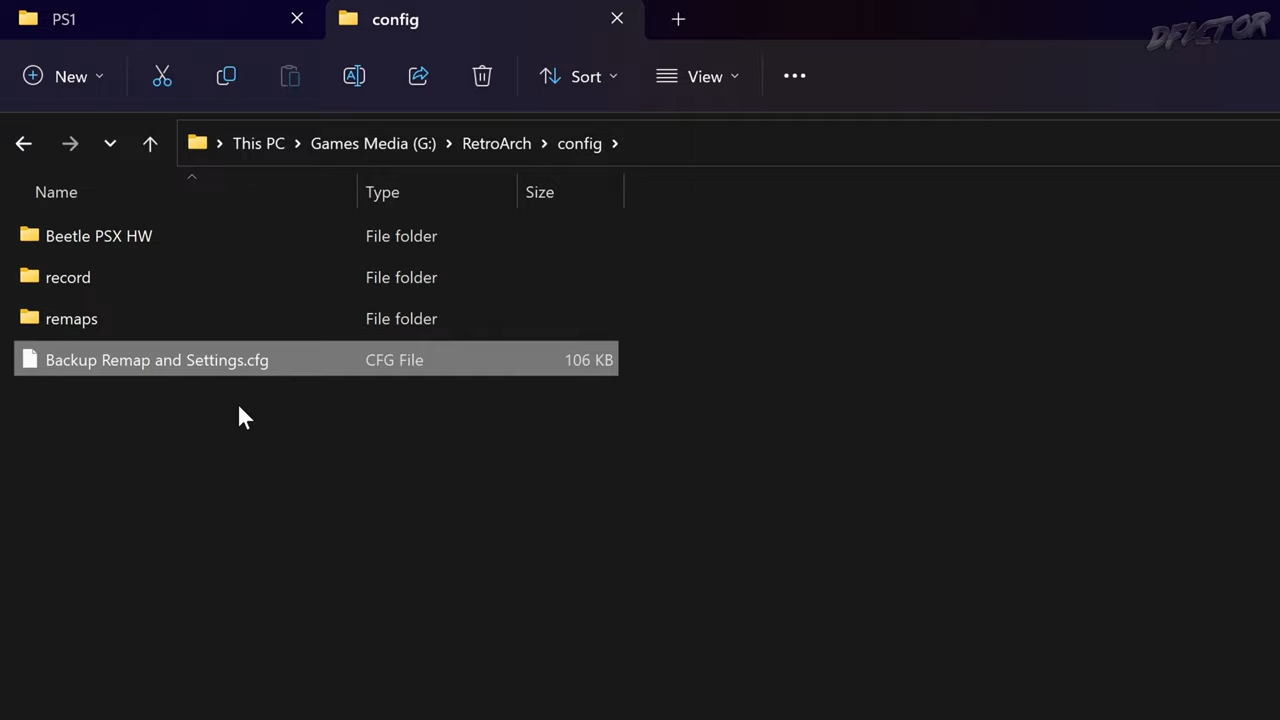 PS1
config
DFVCTOR
New
Sort
View
This PC
Games Media (G:)
RetroArch
config
Name
Type
Size
Beetle PSX HW
File folder
record
File folder
remaps
File folder
Backup Remap and Settings.cfg
CFG File
106 KB